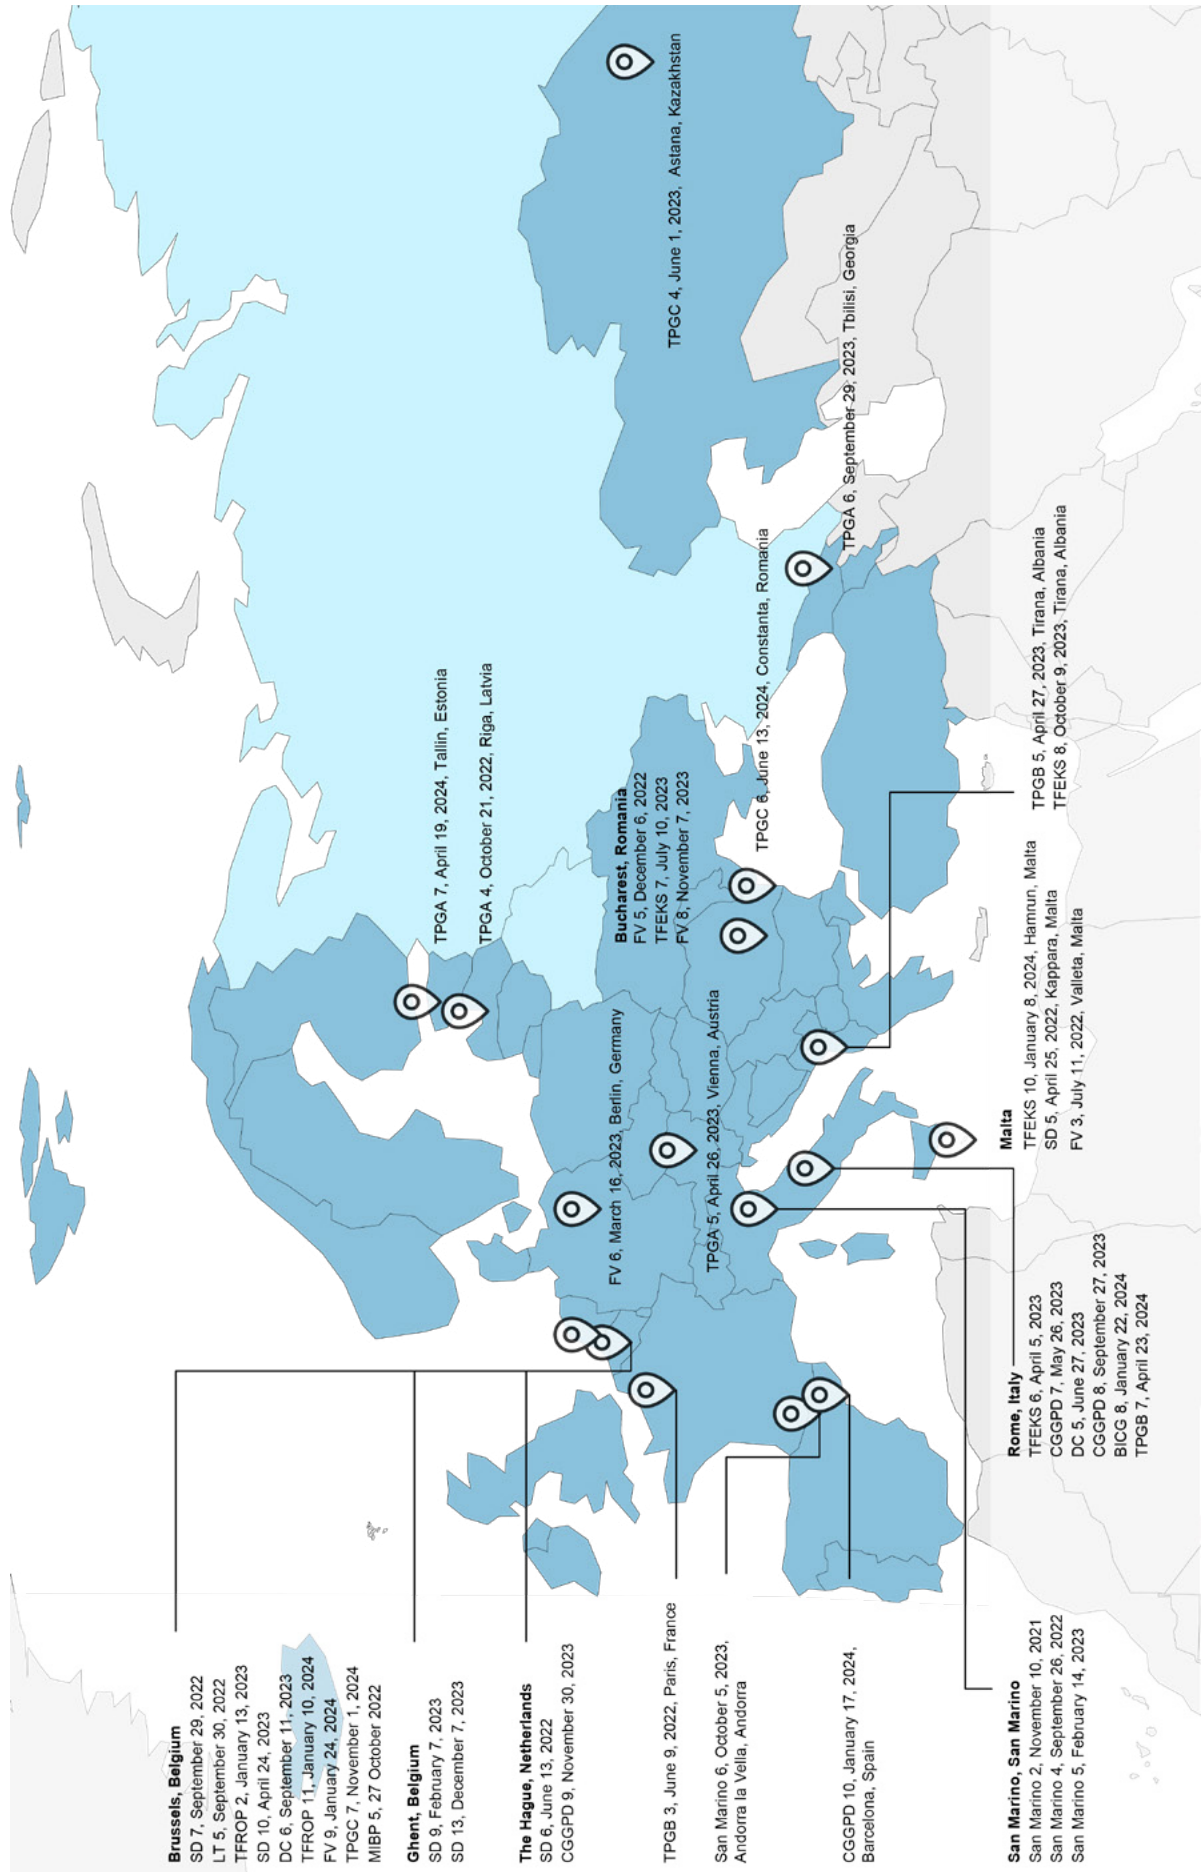 Brussels, Belgium
SD 7, September 29, 2022
LT 5, September 30, 2022
TFROP 2, January 13, 2023
SD 10, April 24, 2023
DC 6, September 11, 2023
TFROP 11, January 10, 2024
FV 9, January 24, 2024
TPGC 7, November 1, 2024
MIBP 5, 27 October 2022
Ghent, Belgium
SD 9, February 7, 2023
SD 13, December 7, 2023
The Hague, Netherlands
SD 6, June 13, 2022
CGGPD 9, November 30, 2023
TPGB 3, June 9, 2022, Paris, France
San Marino 6, October 5, 2023,
Andorra la Vella, Andorra
CGGPD 10, January 17, 2024,
Barcelona, Spain
San Marino, San Marino
San Marino 2, November 10, 2021
San Marino 4, September 26, 2022
San Marino 5, February 14, 2023
Rome, Italy
TFEKS 6, April 5, 2023
CGGPD 7, May 26, 2023
DC 5, June 27, 2023
CGGPD 8, September 27, 2023
BICG 8, January 22, 2024
TPGB 7, April 23, 2024
Malta
TFEKS 10, January 8, 2024, Hamrun, Malta
SD 5, April 25, 2022, Kappara, Malta
FV 3, July 11, 2022, Valleta, Malta
TPGB 5, April 27, 2023, Tirana, Albania
TFEKS 8, October 9, 2023, Tirana, Albania
FV 6, March 16, 2023, Berlin, Germany
TPGA 5, April 26, 2023, Vienna, Austria
Bucharest, Romania
FV 5, December 6, 2022
TFEKS 7, July 10, 2023
FV 8, November 7, 2023
TPGC 6, June 13, 2024, Constanta, Romania
TPGA 7, April 19, 2024, Tallin, Estonia
TPGA 4, October 21, 2022, Riga, Latvia
TPGA 6, September 29, 2023, Tbilisi, Georgia
TPGC 4, June 1, 2023, Astana, Kazakhstan